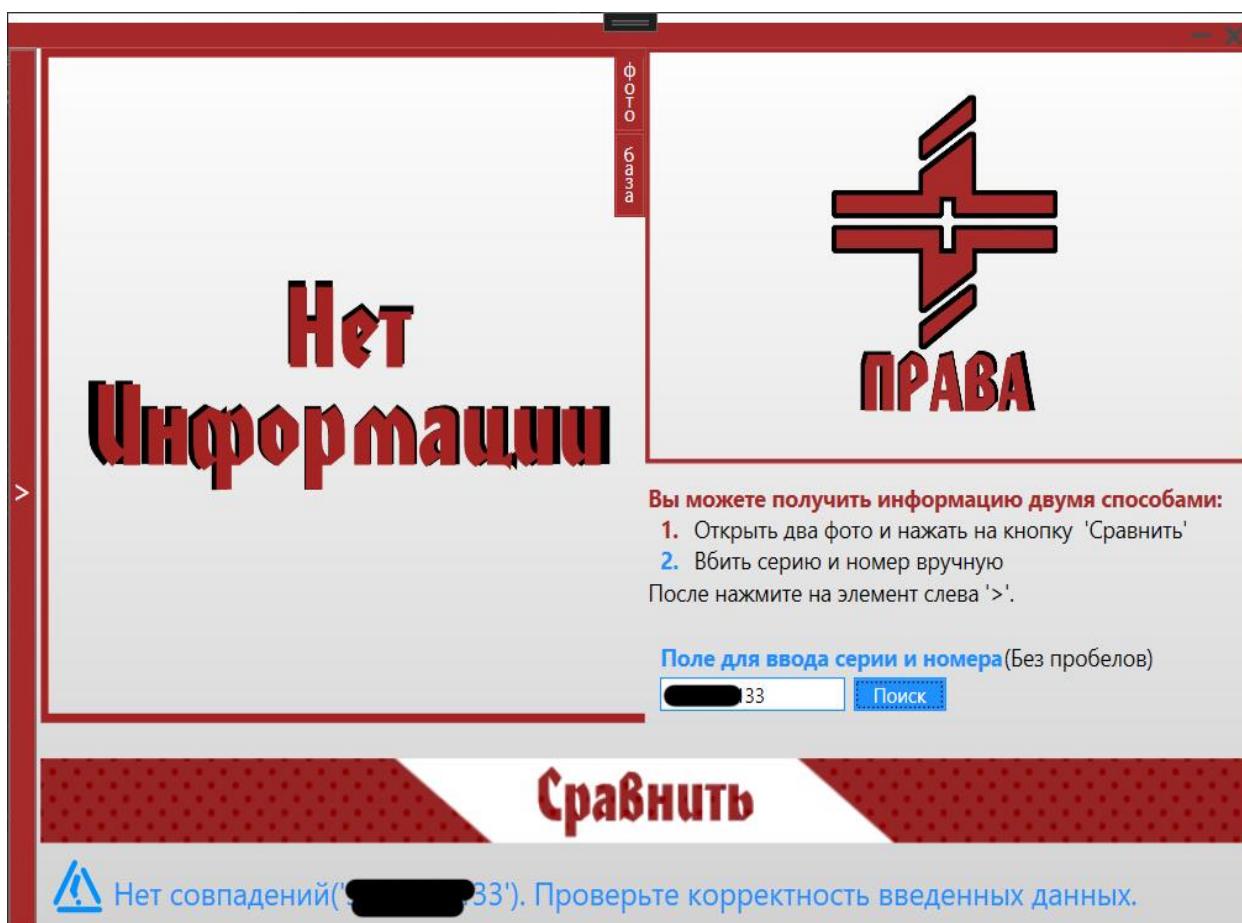 фото
база
Нет
Информации
ПРАВА
>
Вы можете получить информацию двумя способами:
1. Открыть два фото и нажать на кнопку 'Сравнить'
2. Вбить серию и номер вручную
После нажмите на элемент слева '>'.
Поле для ввода серии и номера(Без пробелов)
133 Поиск
Сравнить
Нет совпадений(' 33'). Проверьте корректность введенных данных.